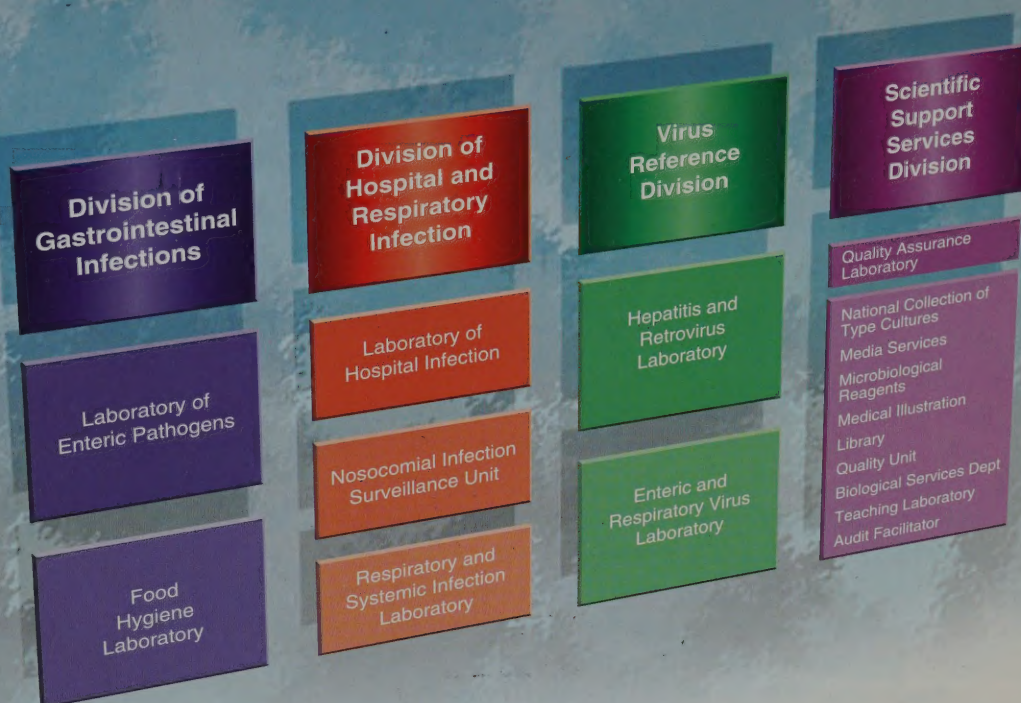 Division of
Gastrointestinal
Infections
Laboratory of
Enteric Pathogens
Food
Hygiene
Laboratory
Division of
Hospital and
Respiratory
Infection
Laboratory of
Hospital Infection
Nosocomial Infection
Surveillance Unit
Respiratory and
Systemic Infection
Laboratory
Virus
Reference
Division
Hepatitis and
Retrovirus
Laboratory
Enteric and
Respiratory Virus
Laboratory
Scientific
Support
Services
Division
Quality Assurance
Laboratory
National Collection of
Type Cultures
Media Services
Microbiological
Reagents
Medical Illustration
Library
Quality Unit
Biological Services Dept
Teaching Laboratory
Audit Facilitator